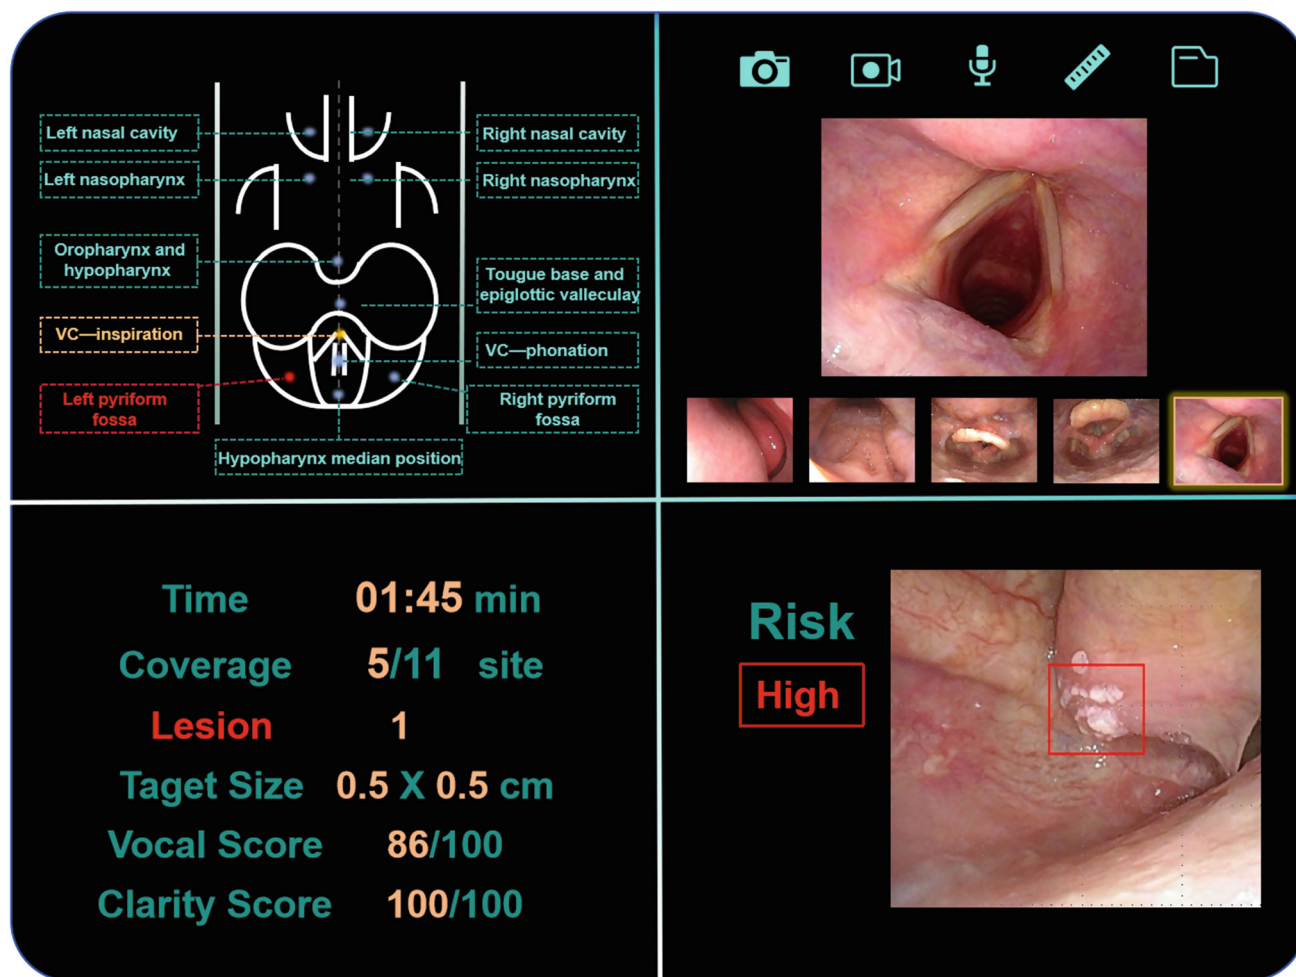 Left nasal cavity
Right nasal cavity
Left nasopharynx
Right nasopharynx
Oropharynx and
hypopharynx
Tougue base and
epiglottic valleculay
VC—inspiration
VC—phonation
Left pyriform
fossa
Right pyriform
fossa
Hypopharynx median position
Time 01:45 min
Coverage 5/11 site
Lesion 1
Taget Size 0.5 X 0.5 cm
Vocal Score 86/100
Clarity Score 100/100
Risk
High